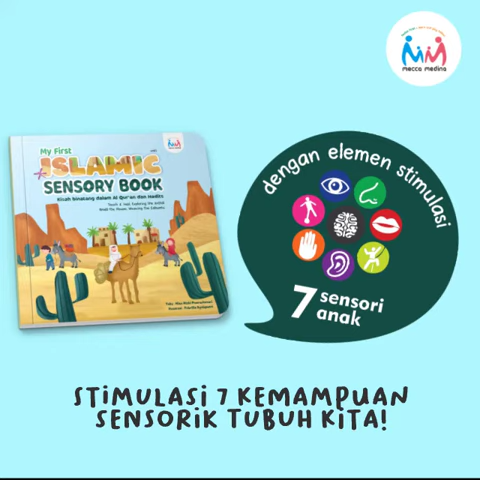 mecca medina
My First
ISLAMIC
SENSORY BOOK
Kisah binatang dalam Al Qur'an dan Hadits
dengan elemen stimulasi
7 sensori
anak
STIMULASI 7 KEMAMPUAN
SENSORIK TUBUH KITA!